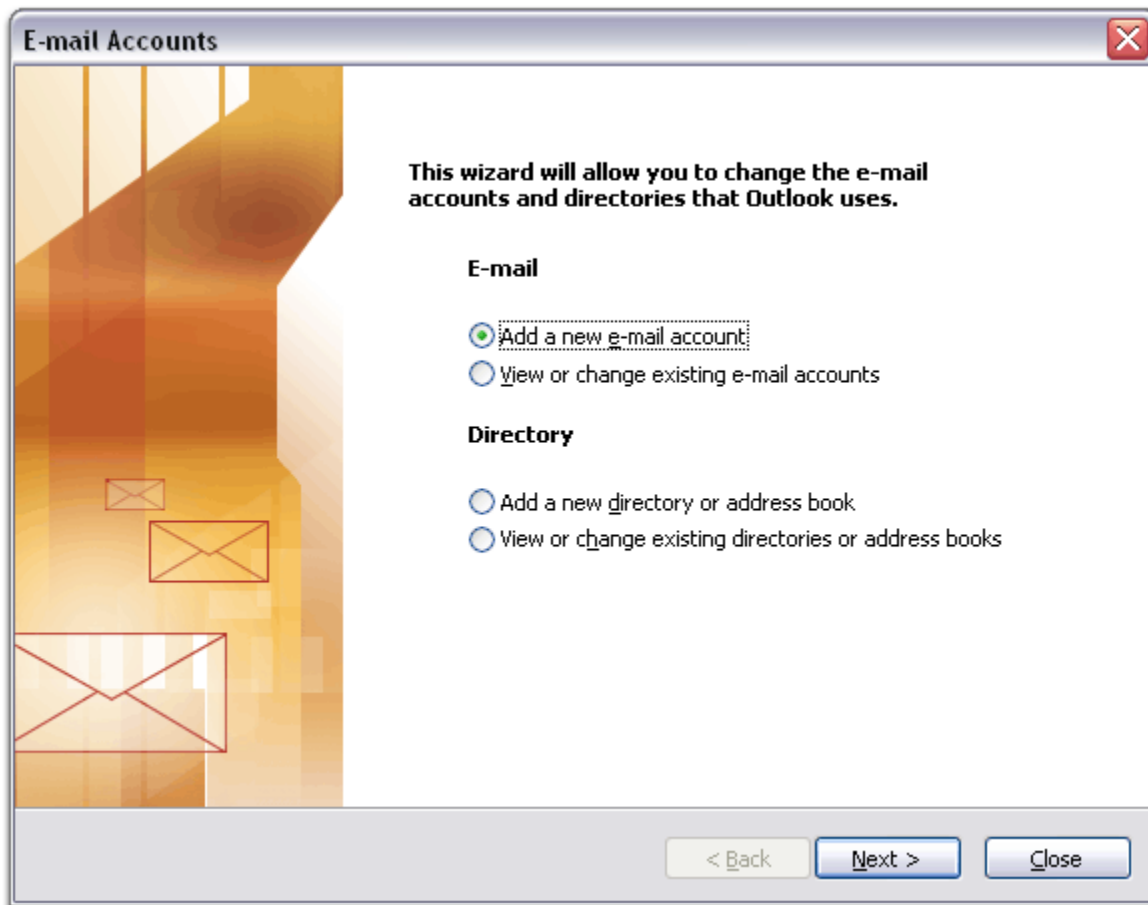 E-mail Accounts
This wizard will allow you to change the e-mail
accounts and directories that Outlook uses.
E-mail
Add a new e-mail account
View or change existing e-mail accounts
Directory
Add a new directory or address book
View or change existing directories or address books
< Back
Next >
Close